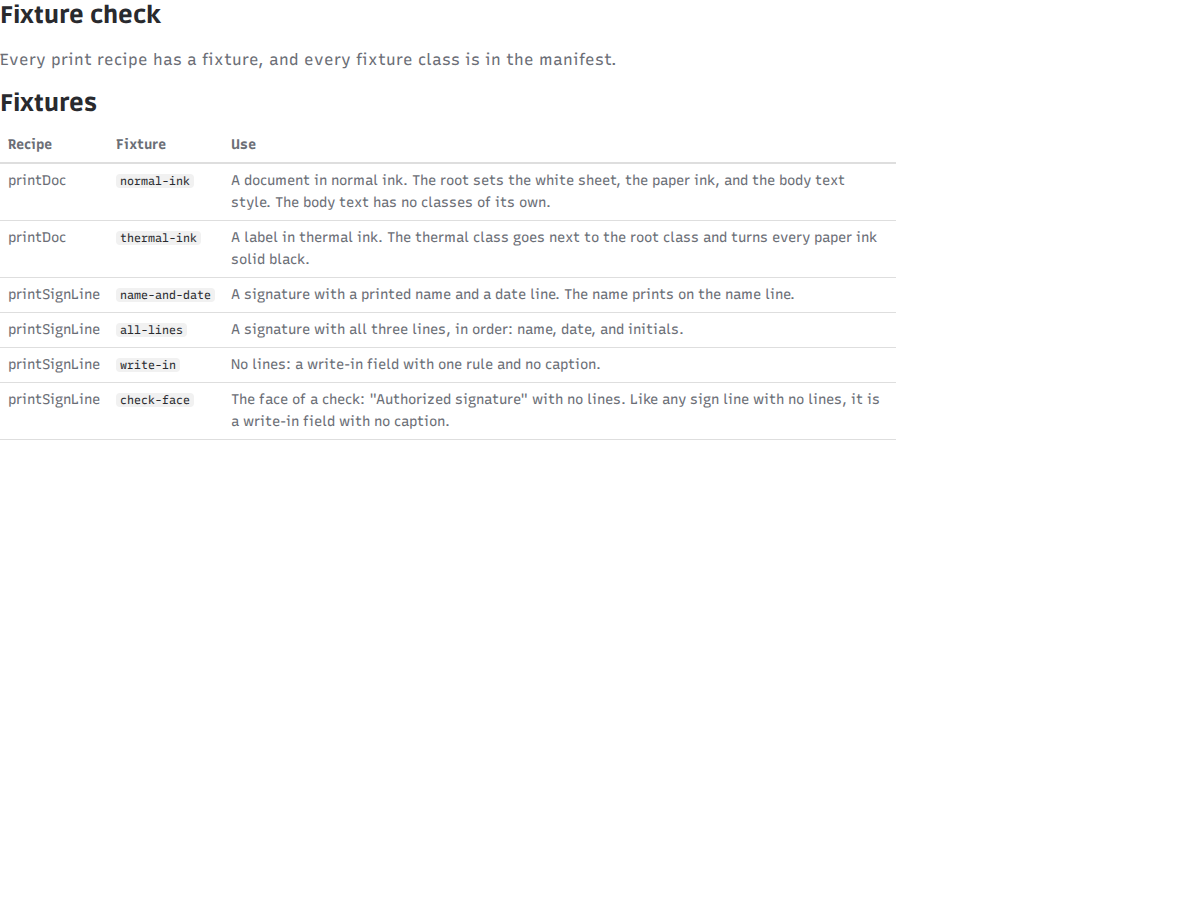 Fixture check
Every print recipe has a fixture, and every fixture class is in the manifest.
Fixtures
Recipe Fixture Use
printDoc normal-ink A document in normal ink. The root sets the white sheet, the paper ink, and the body text
style. The body text has no classes of its own.
printDoc thermal-ink A label in thermal ink. The thermal class goes next to the root class and turns every paper ink
solid black.
printSignLine name-and-date A signature with a printed name and a date line. The name prints on the name line.
printSignLine all-lines A signature with all three lines, in order: name, date, and initials.
printSignLine write-in No lines: a write-in field with one rule and no caption.
printSignLine check-face The face of a check: "Authorized signature" with no lines. Like any sign line with no lines, it is
a write-in field with no caption.